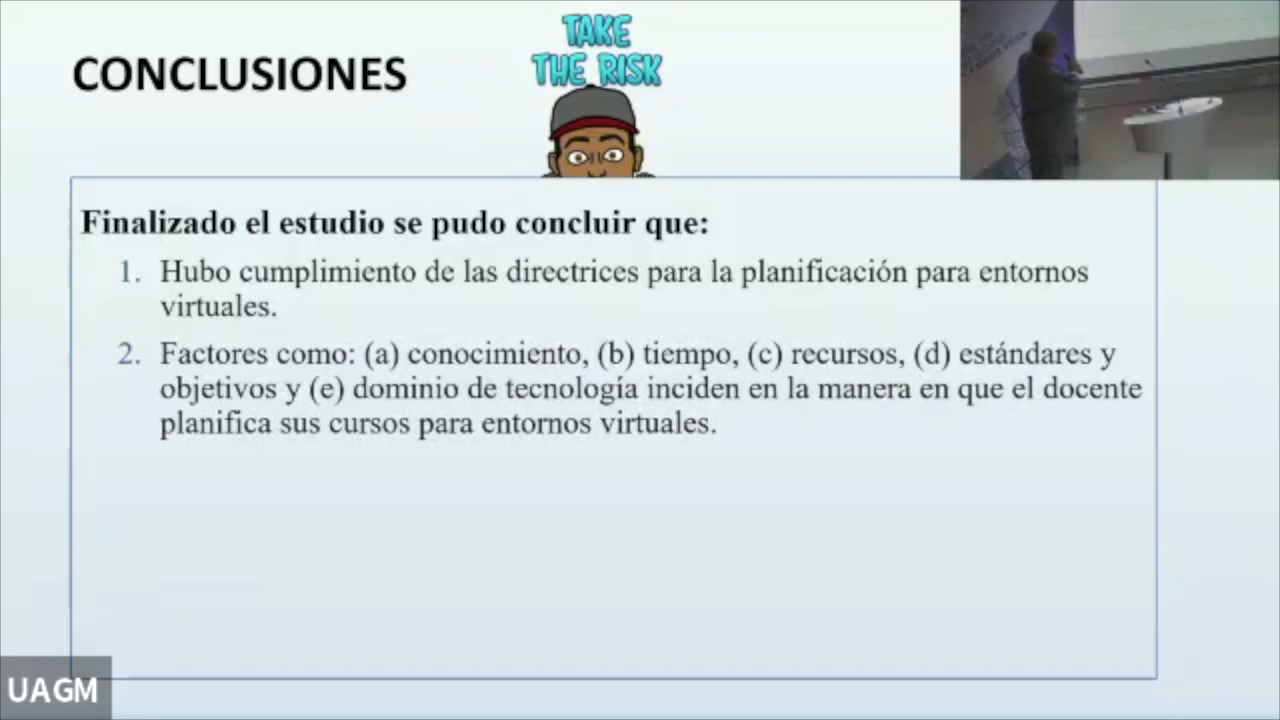 TAKE
THE RISK
CONCLUSIONES
Finalizado el estudio se pudo concluir que:
1. Hubo cumplimiento de las directrices para la planificación para entornos
virtuales.
2. Factores como: (a) conocimiento, (b) tiempo, (c) recursos, (d) estándares y
objetivos y (e) dominio de tecnología inciden en la manera en que el docente
planifica sus cursos para entornos virtuales.
UAGM